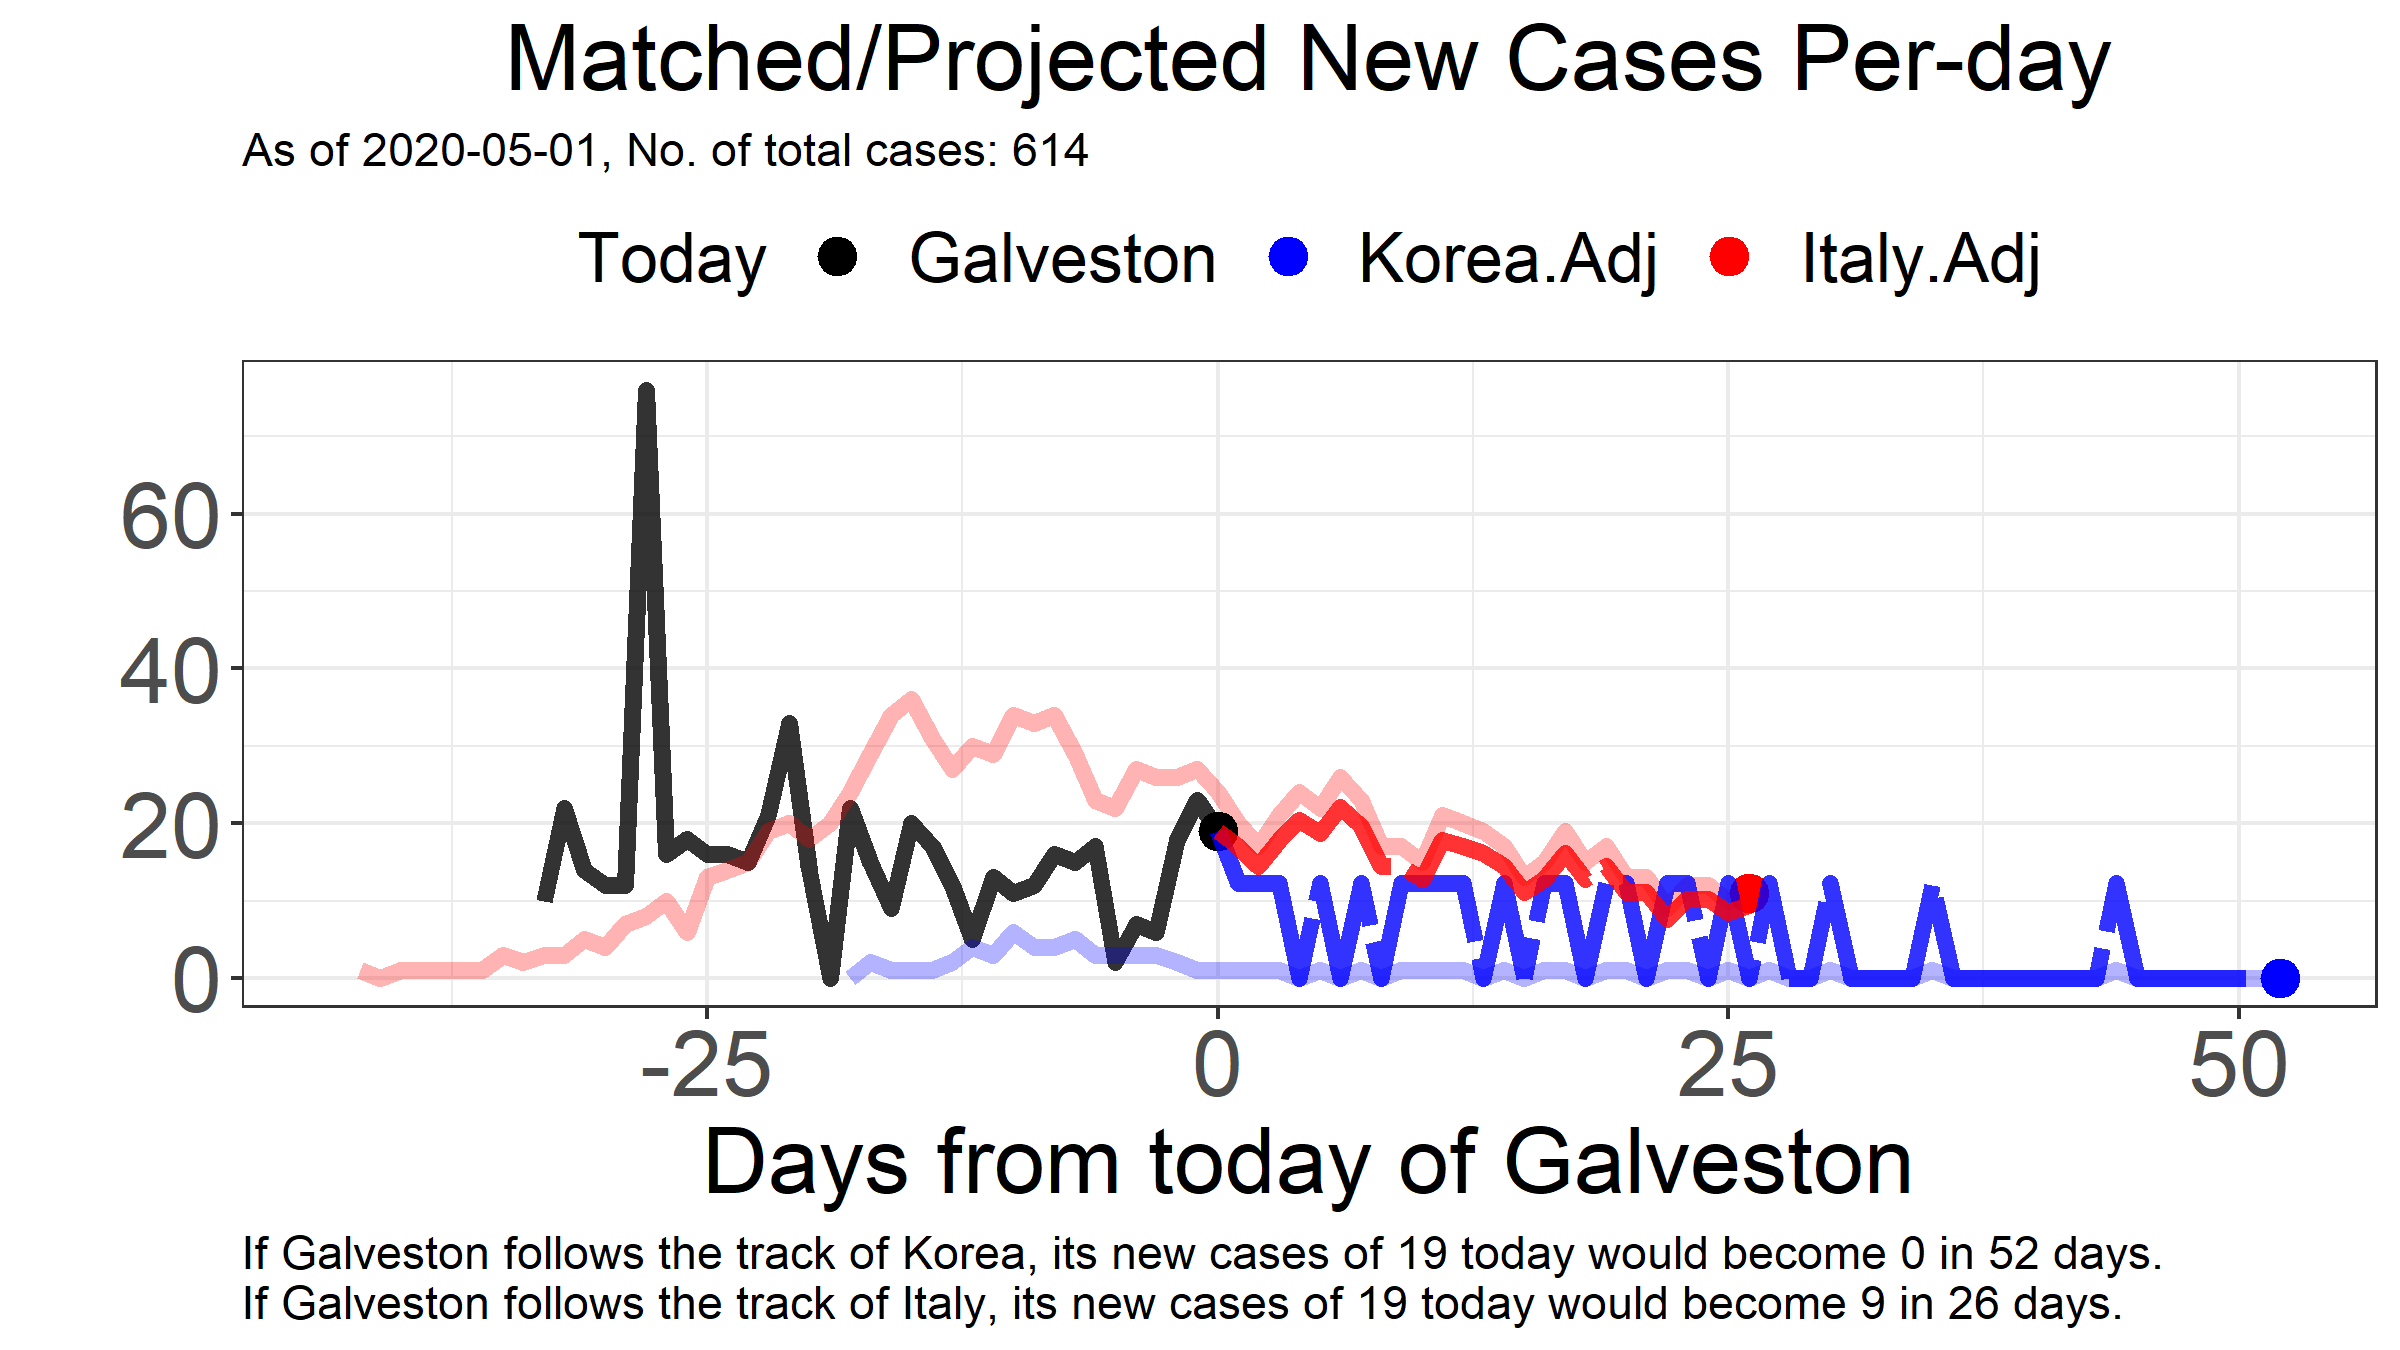 Matched/Projected New Cases Per-day
As of 2020-05-01, No. of total cases: 614
Today Galveston Korea.Adj Italy.Adj
60
40
20
0
-25 0 25 50
Days from today of Galveston
If Galveston follows the track of Korea, its new cases of 19 today would become 0 in 52 days.
If Galveston follows the track of Italy, its new cases of 19 today would become 9 in 26 days.